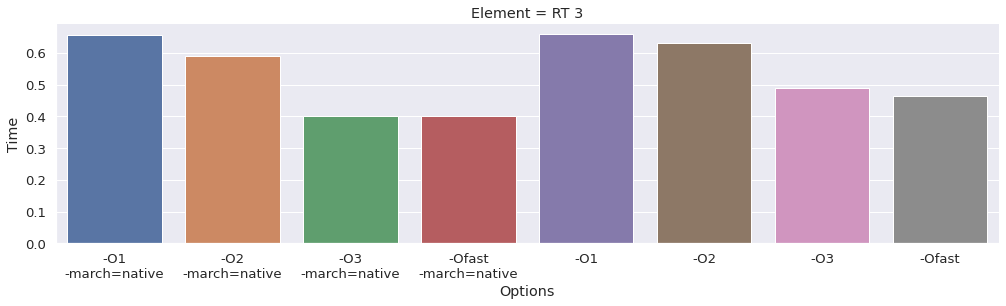 Element = RT 3
Time
0.6
0.5
0.4
0.3
0.2
0.1
0.0
-O1
-march=native
-O2
-march=native
-O3
-march=native
-Ofast
-march=native
-O1
-O2
-O3
-Ofast
Options